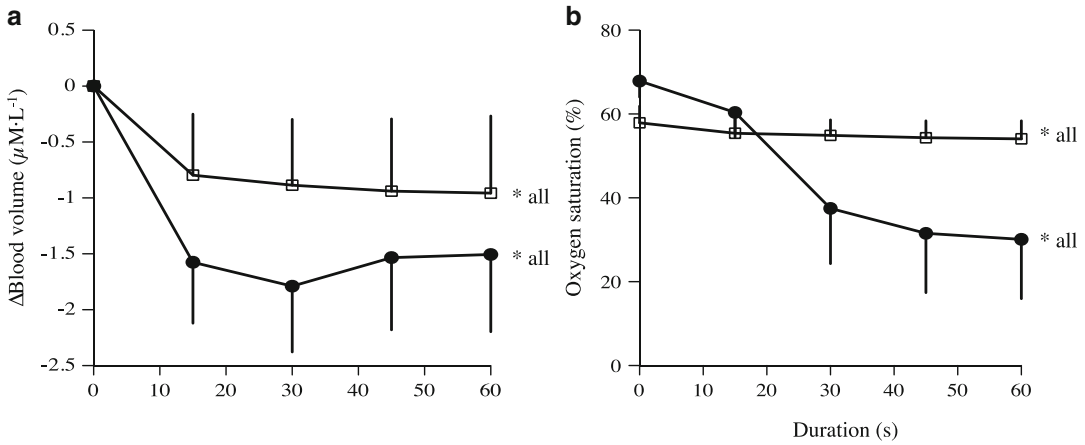 a
0.5
0
-0.5
-1
-1.5
-2
-2.5
ΔBlood volume (μM·L⁻¹)
* all
* all
0 10 20 30 40 50 60
b
80
60
40
20
0
Oxygen saturation (%)
* all
* all
0 10 20 30 40 50 60
Duration (s)